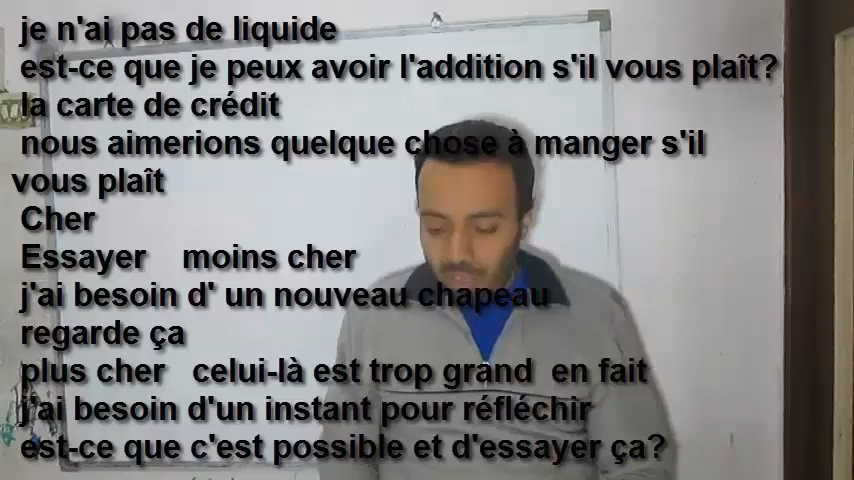 je n'ai pas de liquide
est-ce que je peux avoir l'addition s'il vous plaît?
la carte de crédit
nous aimerions quelque chose à manger s'il
vous plaît
Cher
Essayer moins cher
j'ai besoin d' un nouveau chapeau
regarde ça
plus cher celui-là est trop grand en fait
j'ai besoin d'un instant pour réfléchir
est-ce que c'est possible et d'essayer ça?